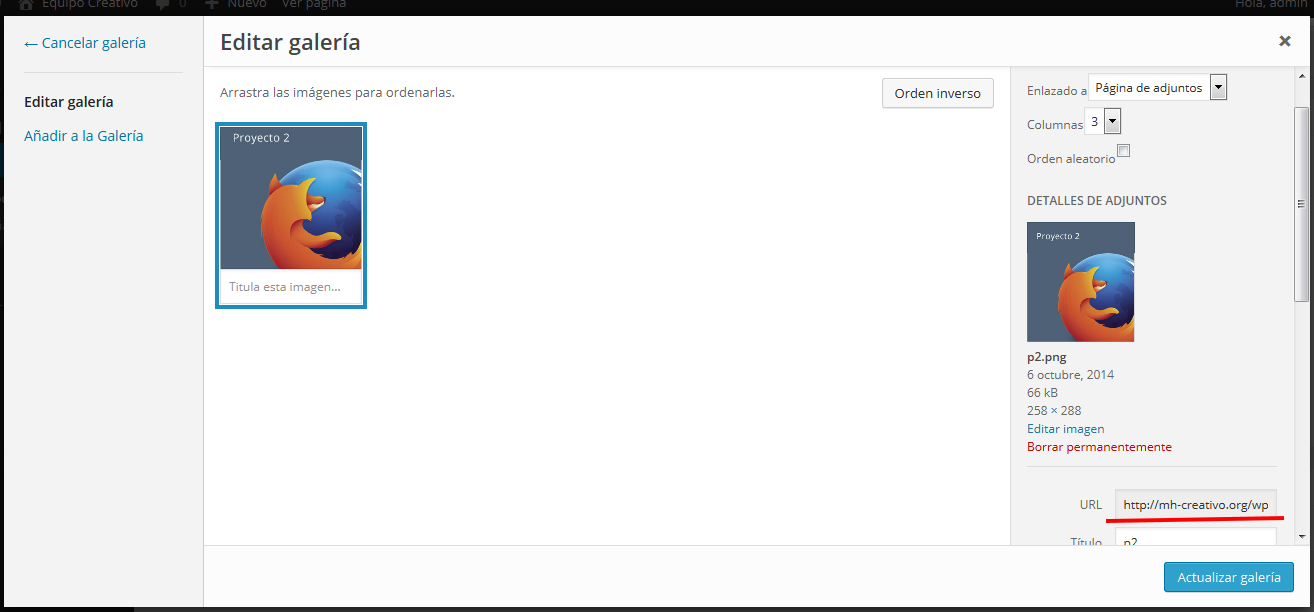 Equipo Creativo 0 Nuevo Ver página Hola, admin
← Cancelar galería
Editar galería
Añadir a la Galería
Editar galería
×
Arrastra las imágenes para ordenarlas.
Orden inverso
Proyecto 2
Titula esta imagen...
Enlazado a Página de adjuntos
Columnas 3
Orden aleatorio
DETALLES DE ADJUNTOS
Proyecto 2
p2.png
6 octubre, 2014
66 kB
258 × 288
Editar imagen
Borrar permanentemente
URL http://mh-creativo.org/wp
Título p2
Actualizar galería